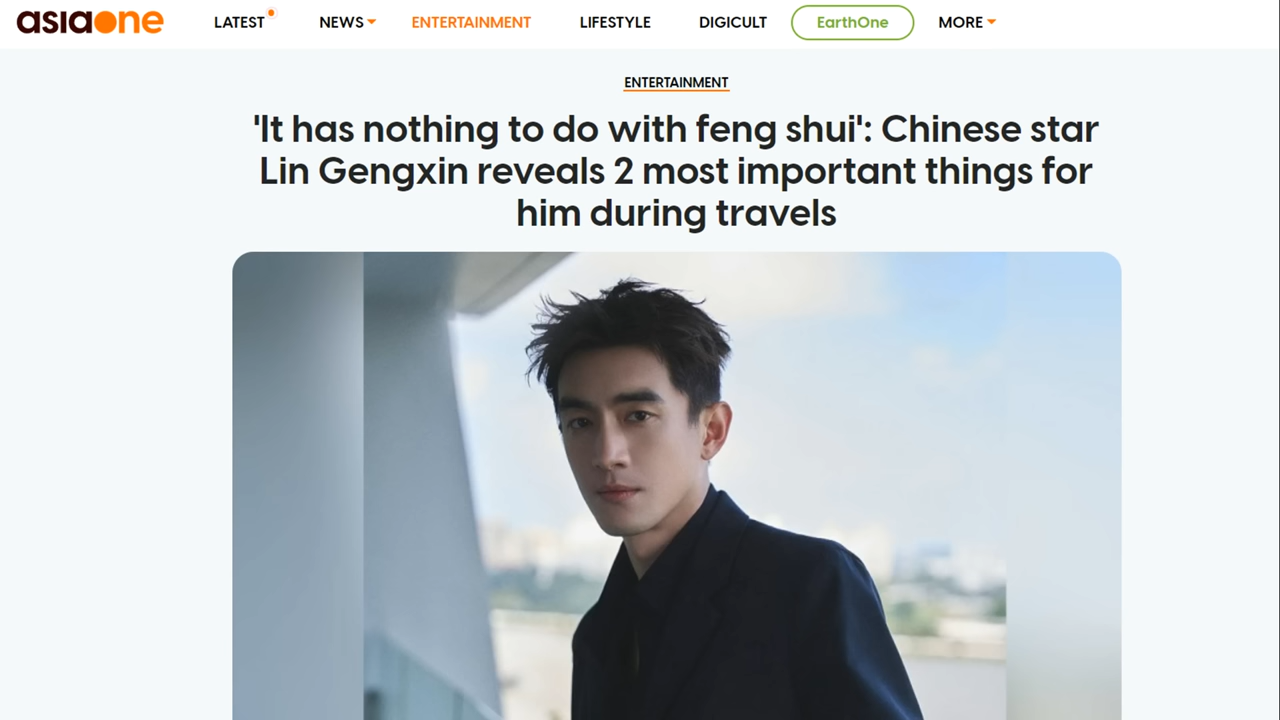 asiaone
LATEST
NEWS
ENTERTAINMENT
LIFESTYLE
DIGICULT
EarthOne
MORE
ENTERTAINMENT
'It has nothing to do with feng shui': Chinese star
Lin Gengxin reveals 2 most important things for
him during travels